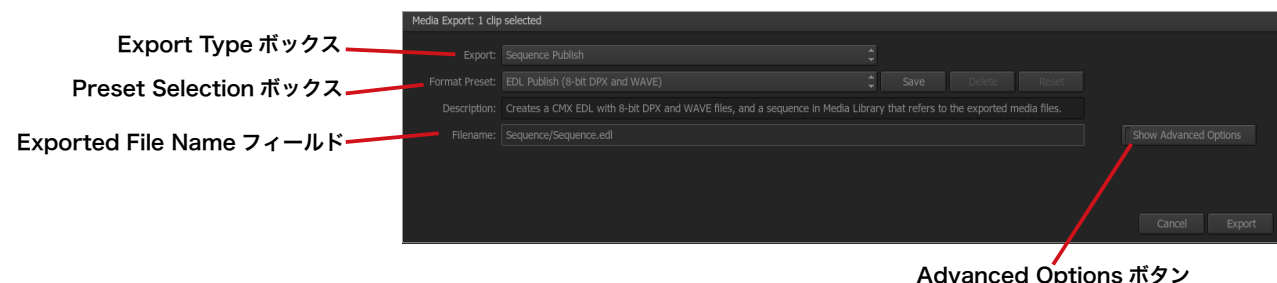 Media Export: 1 clip selected
Export Type ボックス
Export: Sequence Publish
Preset Selection ボックス
Format Preset: EDL Publish (8-bit DPX and WAVE) Save Delete Reset
Description: Creates a CMX EDL with 8-bit DPX and WAVE files, and a sequence in Media Library that refers to the exported media files.
Exported File Name フィールド
Filename: Sequence/Sequence.edl Show Advanced Options
Cancel Export
Advanced Options ボタン